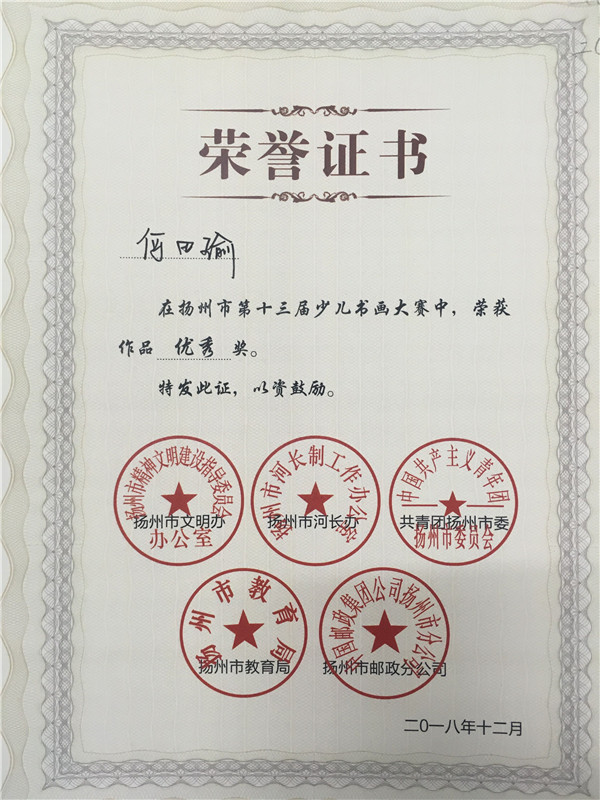 荣誉证书
何田瑜
在扬州市第十三届少儿书画大赛中，荣获
作品 优秀 奖。
特发此证，以资鼓励。
扬州市精神文明建设指导委员会
办公室
扬州市文明办
扬州市河长制工作办公室
扬州市河长办
中国共产主义青年团
扬州市委员会
共青团扬州市委
扬州市教育局
扬州市教育局
中国邮政集团公司扬州市分公司
扬州市邮政分公司
二〇一八年十二月